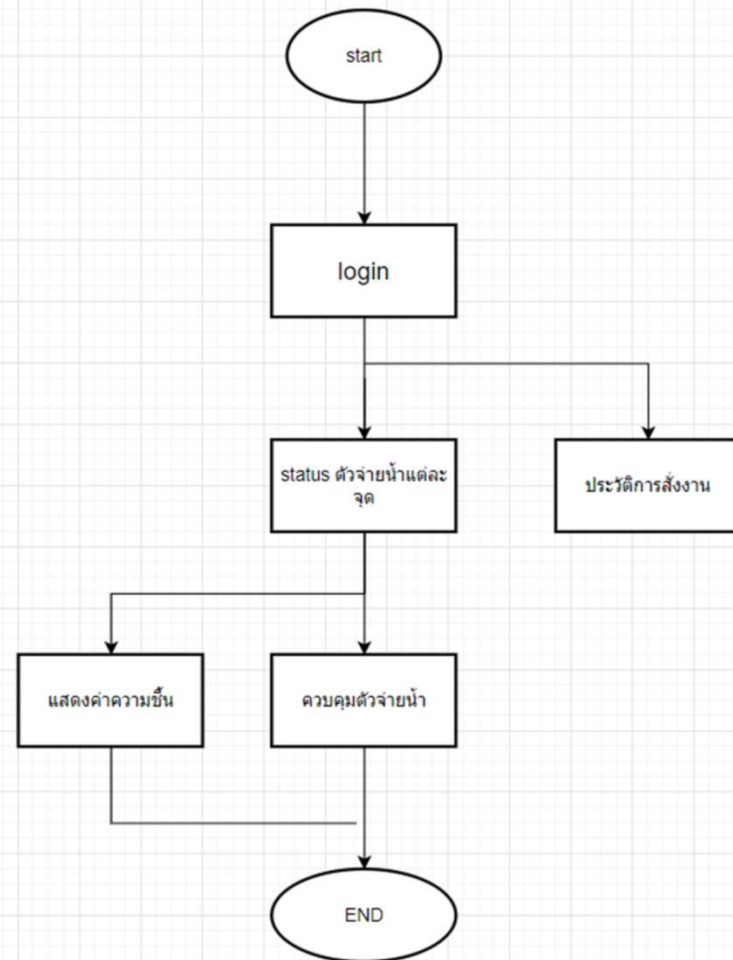 start
login
status ตัวจ่ายน้ำแต่ละ
จุด
ประวัติการสั่งงาน
แสดงค่าความชื้น
ควบคุมตัวจ่ายน้ำ
END